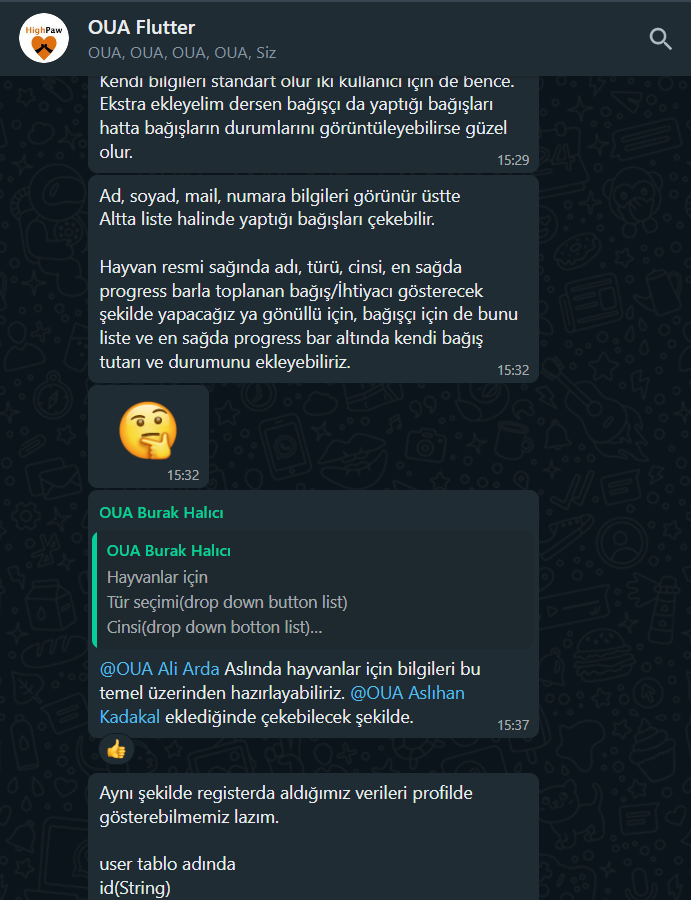 HighPaw
OUA Flutter
OUA, OUA, OUA, OUA, Siz
Kendi bilgileri standart olur iki kullanıcı için de bence.
Ekstra ekleyelim dersen bağışçı da yaptığı bağışları
hatta bağışların durumlarını görüntüleyebilirse güzel
olur.
15:29
Ad, soyad, mail, numara bilgileri görünür üstte
Altta liste halinde yaptığı bağışları çekebilir.
Hayvan resmi sağında adı, türü, cinsi, en sağda
progress barla toplanan bağış/İhtiyacı gösterecek
şekilde yapacağız ya gönüllü için, bağışçı için de bunu
liste ve en sağda progress bar altında kendi bağış
tutarı ve durumunu ekleyebiliriz.
15:32
15:32
OUA Burak Halıcı
OUA Burak Halıcı
Hayvanlar için
Tür seçimi(drop down button list)
Cinsi(drop down botton list)...
@OUA Ali Arda Aslında hayvanlar için bilgileri bu
temel üzerinden hazırlayabiliriz. @OUA Aslıhan
Kadakal eklediğinde çekebilecek şekilde.
15:37
Aynı şekilde registerda aldığımız verileri profilde
gösterebilmemiz lazım.
user tablo adında
id(String)